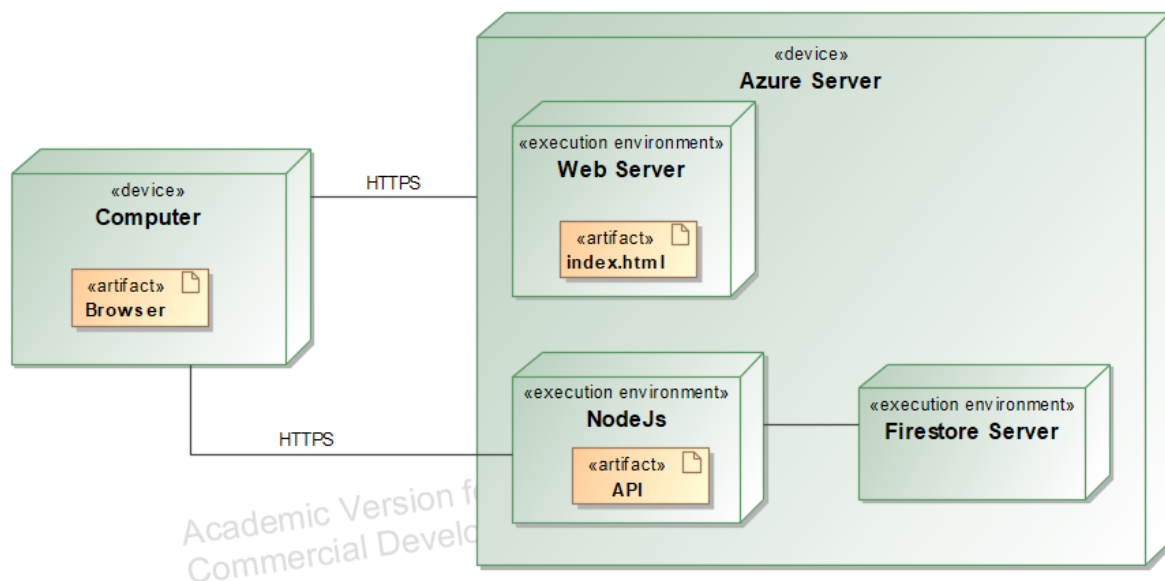 «device»
Azure Server
«execution environment»
Web Server
«artifact»
index.html
«device»
Computer
«artifact»
Browser
HTTPS
HTTPS
«execution environment»
NodeJs
«artifact»
API
«execution environment»
Firestore Server
Academic Version
Commercial